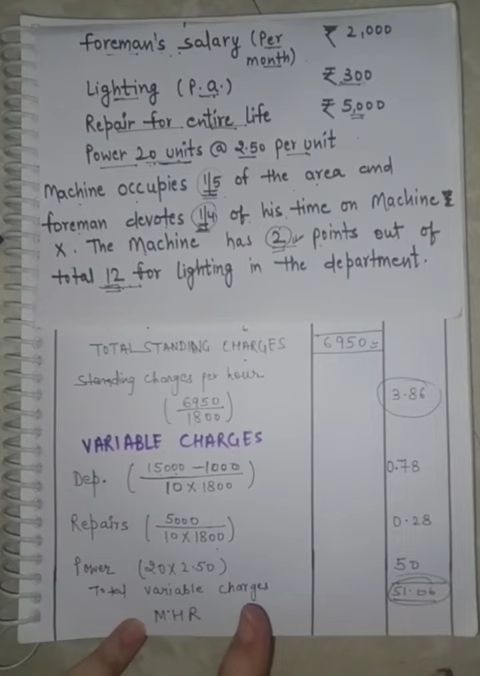 foreman's salary (Per month) ₹ 2,000
Lighting (P.a.) ₹ 300
Repair for entire life ₹ 5,000
Power 20 units @ 2.50 per unit
Machine occupies 1/5 of the area and
foreman devotes 1/4 of his time on Machine
X. The Machine has 2 points out of
total 12 for lighting in the department.
TOTAL STANDING CHARGES 6950
Standing charges per hour
(6950/1800) 3.86
VARIABLE CHARGES
Dep. (15000-1000/10×1800) 0.78
Repairs (5000/10×1800) 0.28
Power (20×2.50) 50
Total variable charges 51.06
M.H.R